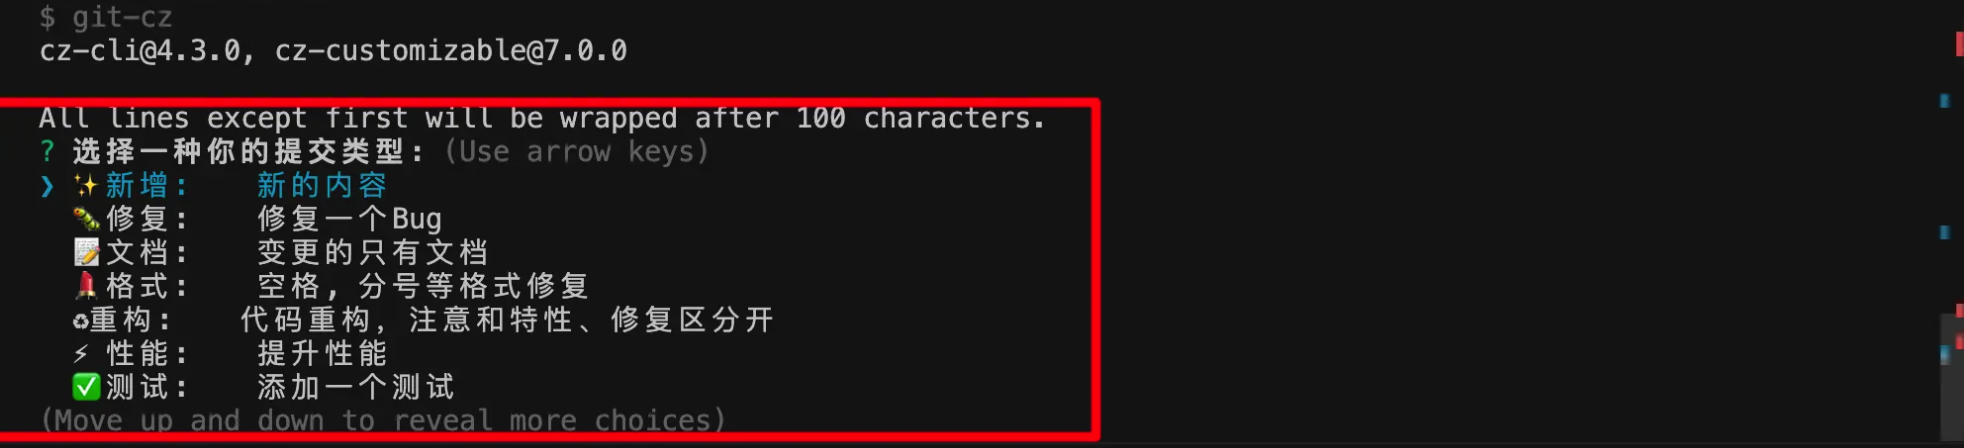 $ git-cz
cz-cli@4.3.0, cz-customizable@7.0.0
All lines except first will be wrapped after 100 characters.
? 选择一种你的提交类型: (Use arrow keys)
❯ ✨新增:    新的内容
🐛修复:    修复一个Bug
📝文档:    变更的只有文档
💄格式:    空格, 分号等格式修复
♻重构:    代码重构, 注意和特性、修复区分开
⚡ 性能:    提升性能
✅测试:    添加一个测试
(Move up and down to reveal more choices)